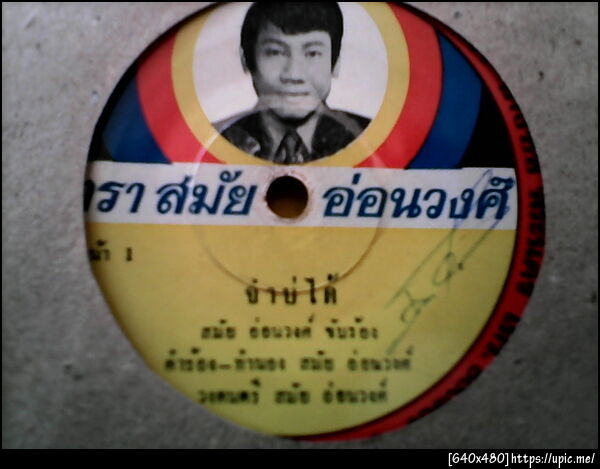 ตรา สมัย อ่อนวงศ์
หน้า 1
จำบ่ได้
สมัย อ่อนวงศ์ ขับร้อง
คำร้อง-ทำนอง สมัย อ่อนวงศ์
วงดนตรี สมัย อ่อนวงศ์
[640x480]https://upic.me/